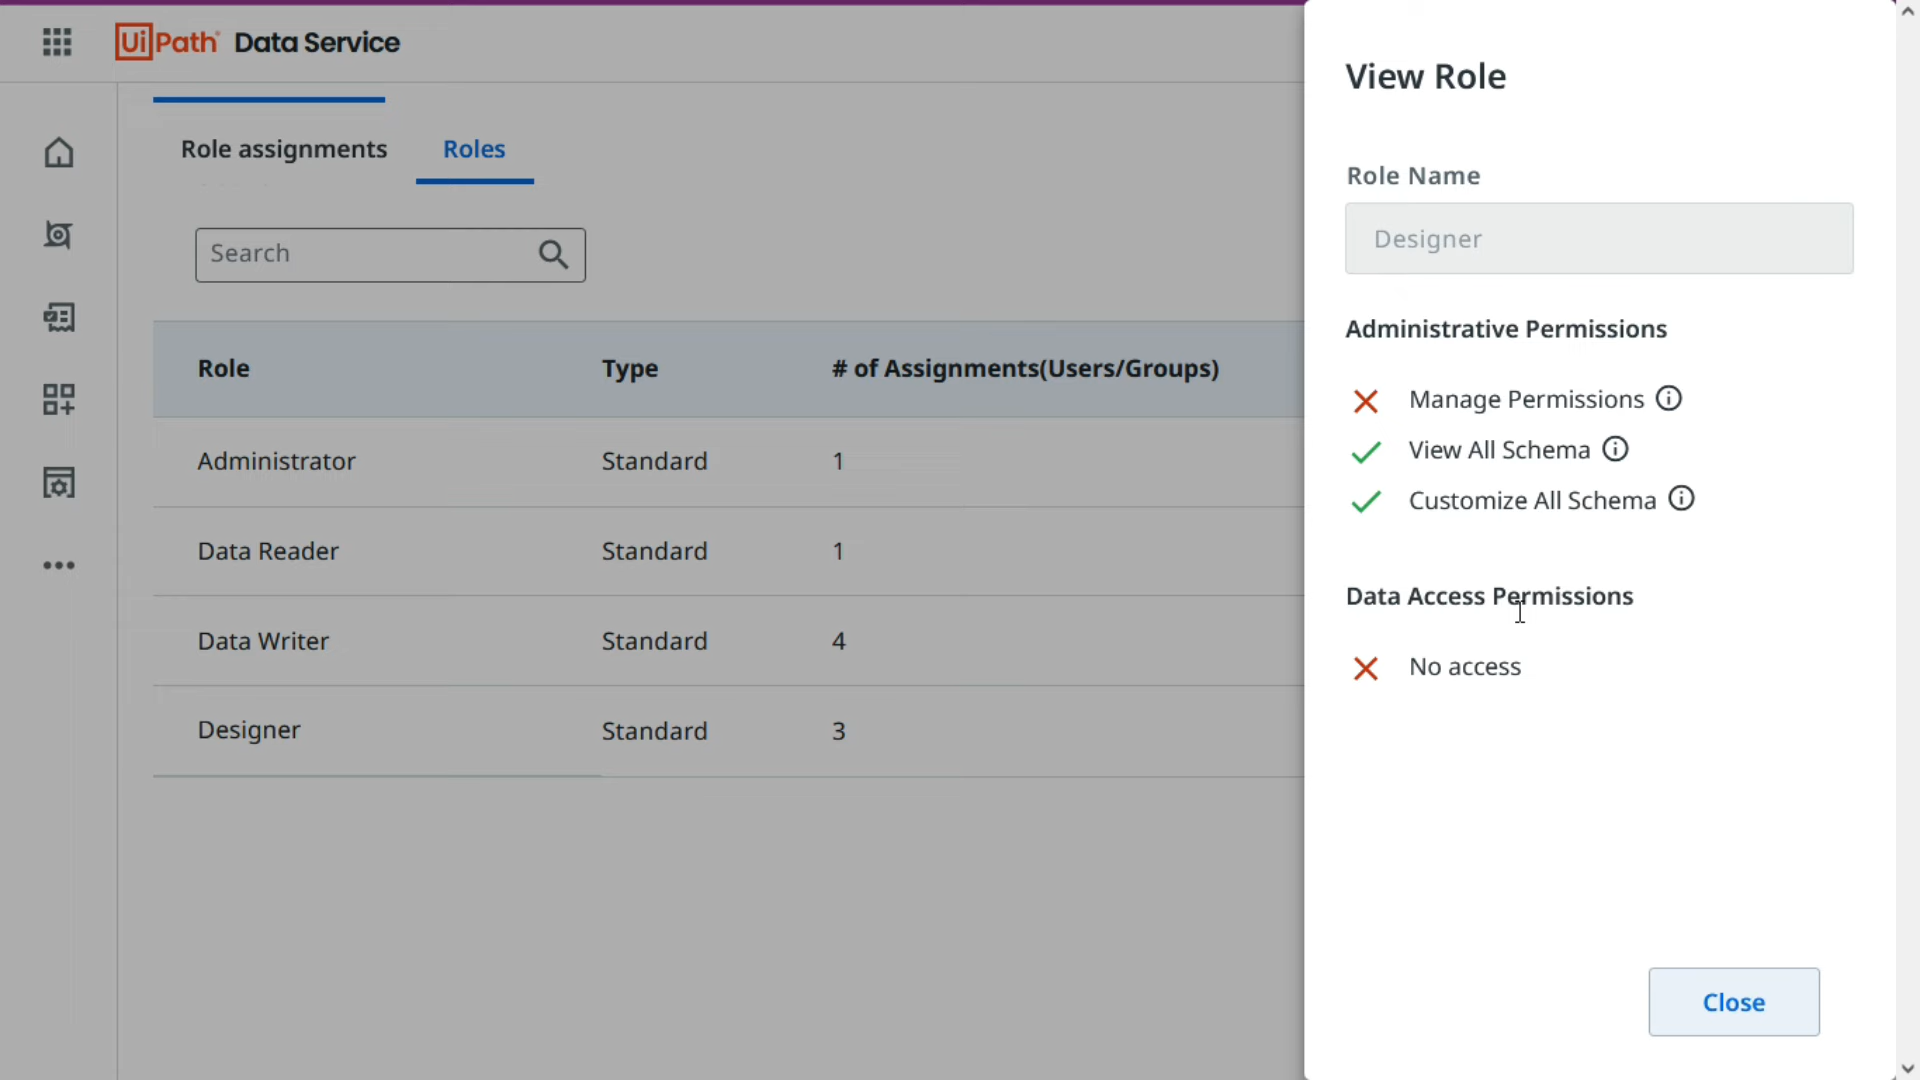 UiPath Data Service
Role assignments
Roles
Search
Role Type # of Assignments(Users/Groups)
Administrator Standard 1
Data Reader Standard 1
Data Writer Standard 4
Designer Standard 3
View Role
Role Name
Designer
Administrative Permissions
Manage Permissions
View All Schema
Customize All Schema
Data Access Permissions
No access
Close